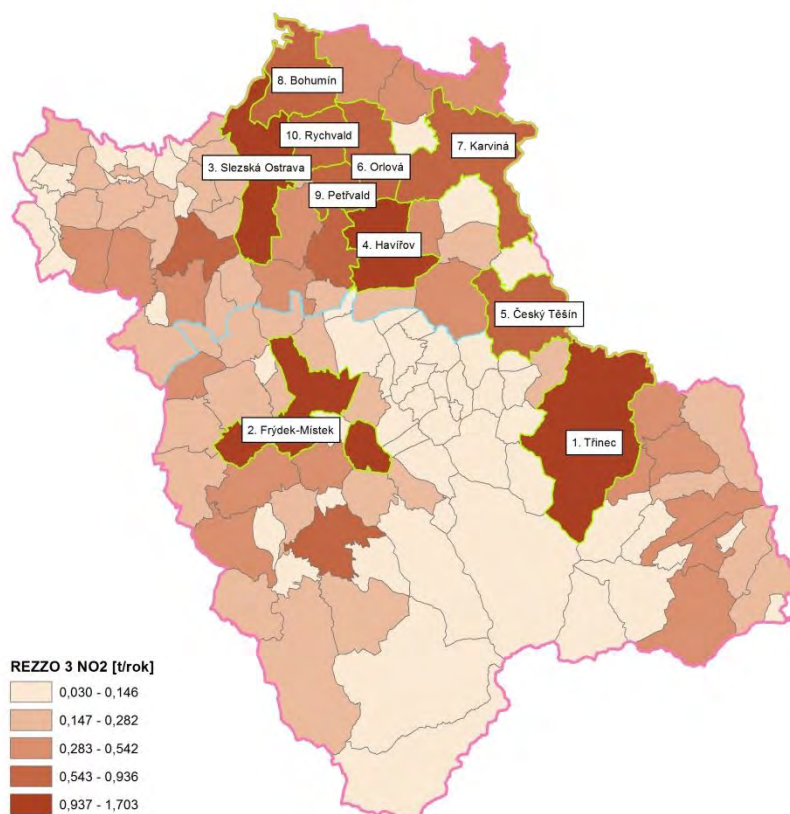 8. Bohumín
10. Rychvald
7. Karviná
3. Slezská Ostrava
6. Orlová
9. Petřvald
4. Havířov
5. Český Těšín
2. Frýdek-Místek
1. Třinec
REZZO 3 NO2 [t/rok]
0,030 - 0,146
0,147 - 0,282
0,283 - 0,542
0,543 - 0,936
0,937 - 1,703